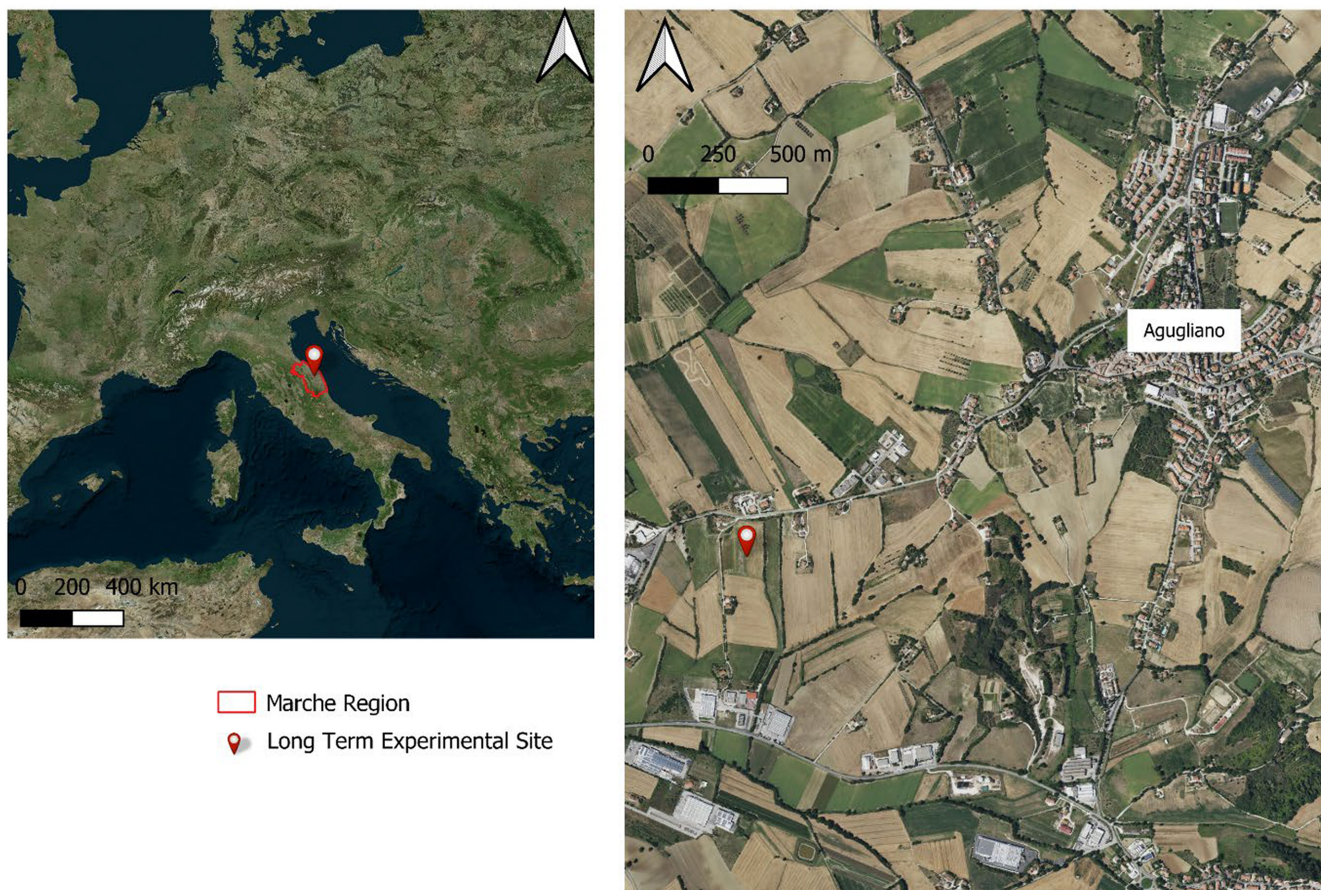 0 200 400 km
0 250 500 m
Agugliano
Marche Region
Long Term Experimental Site